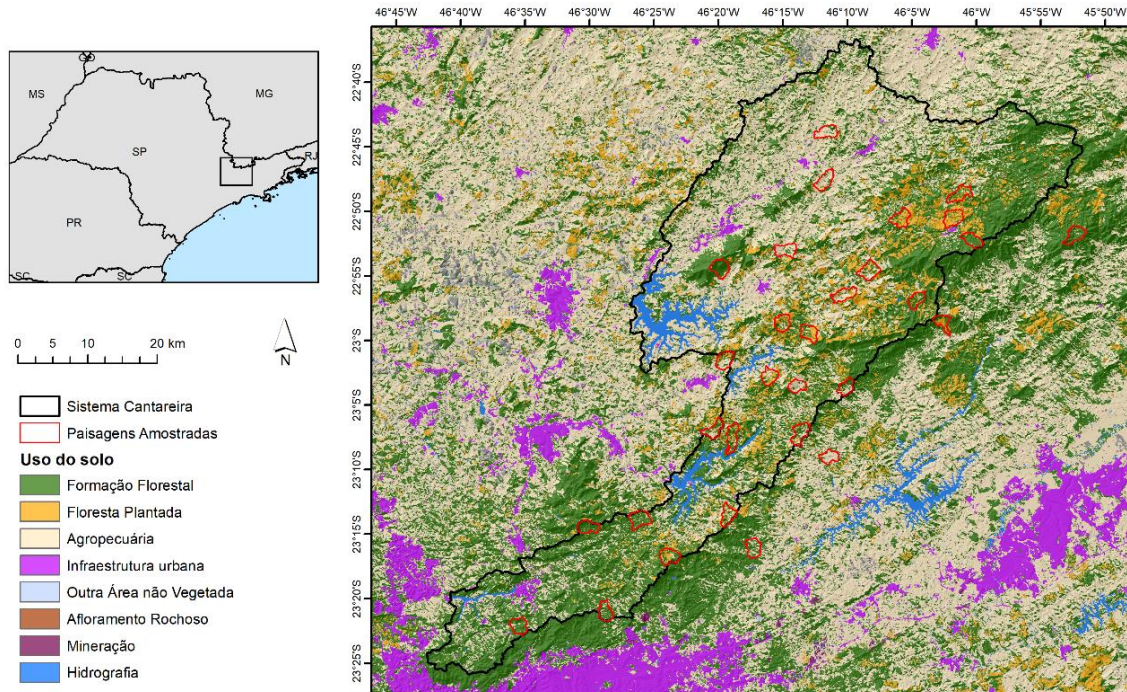 MS
MG
SP
RJ
PR
SC
SC
0 5 10 20 km
N
Sistema Cantareira
Paisagens Amostradas
Uso do solo
Formação Florestal
Floresta Plantada
Agropecuária
Infraestrutura urbana
Outra Área não Vegetada
Afloramento Rochoso
Mineração
Hidrografia
46°45'W 46°40'W 46°35'W 46°30'W 46°25'W 46°20'W 46°15'W 46°10'W 46°5'W 46°0'W 45°55'W 45°50'W
22°40'S
22°45'S
22°50'S
22°55'S
23°S
23°5'S
23°10'S
23°15'S
23°20'S
23°25'S